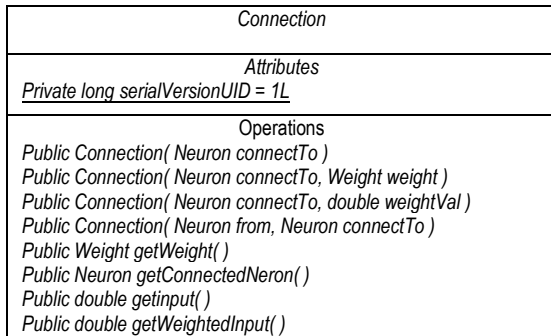 Connection
Attributes
Private long serialVersionUID = 1L
Operations
Public Connection( Neuron connectTo )
Public Connection( Neuron connectTo, Weight weight )
Public Connection( Neuron connectTo, double weightVal )
Public Connection( Neuron from, Neuron connectTo )
Public Weight getWeight( )
Public Neuron getConnectedNeron( )
Public double getinput( )
Public double getWeightedInput( )